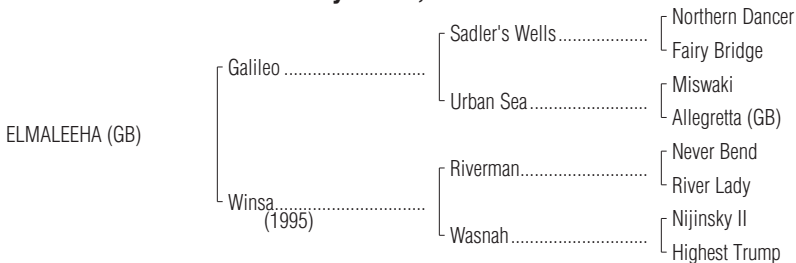 Northern Dancer
Sadler's Wells
Fairy Bridge
Galileo
Miswaki
Urban Sea
Allegretta (GB)
ELMALEEHA (GB)
Never Bend
Riverman
River Lady
Winsa
(1995)
Nijinsky II
Wasnah
Highest Trump